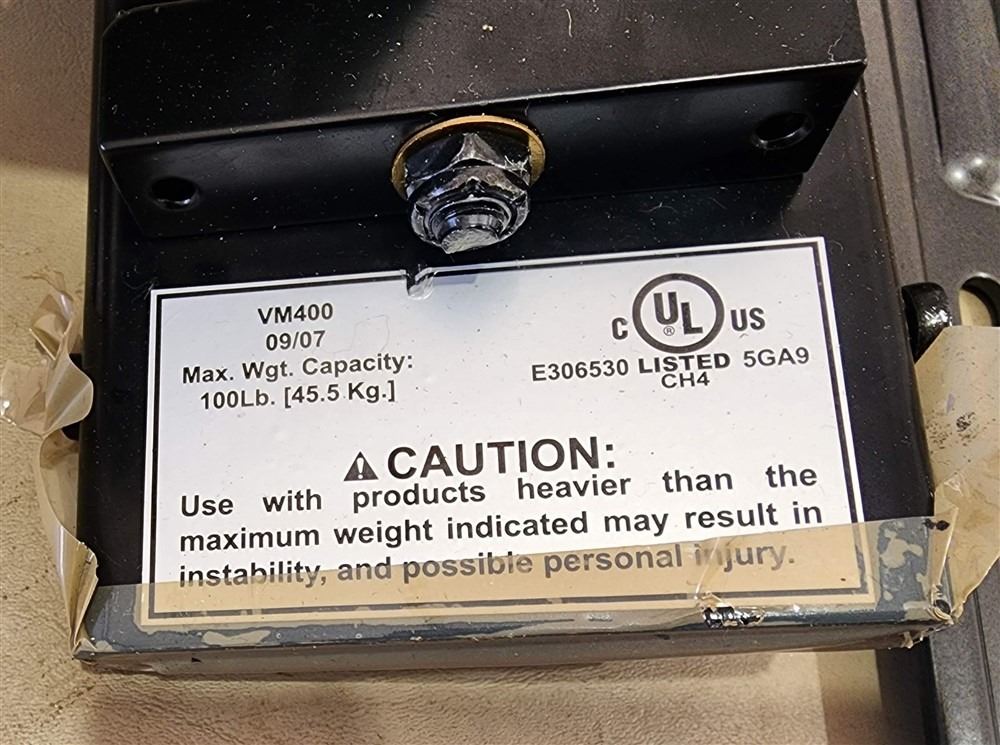 VM400
09/07
Max. Wgt. Capacity:
100Lb. [45.5 Kg.]
C UL® US
E306530 LISTED 5GA9
CH4
⚠CAUTION:
Use with products heavier than the
maximum weight indicated may result in
instability, and possible personal injury.